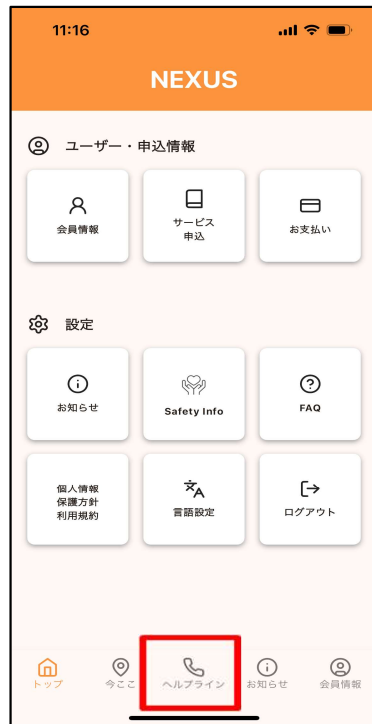 11:16
NEXUS
ユーザー・申込情報
会員情報
サービス
申込
お支払い
設定
お知らせ
Safety Info
FAQ
個人情報
保護方針
利用規約
言語設定
ログアウト
トップ
今ここ
ヘルプライン
お知らせ
会員情報